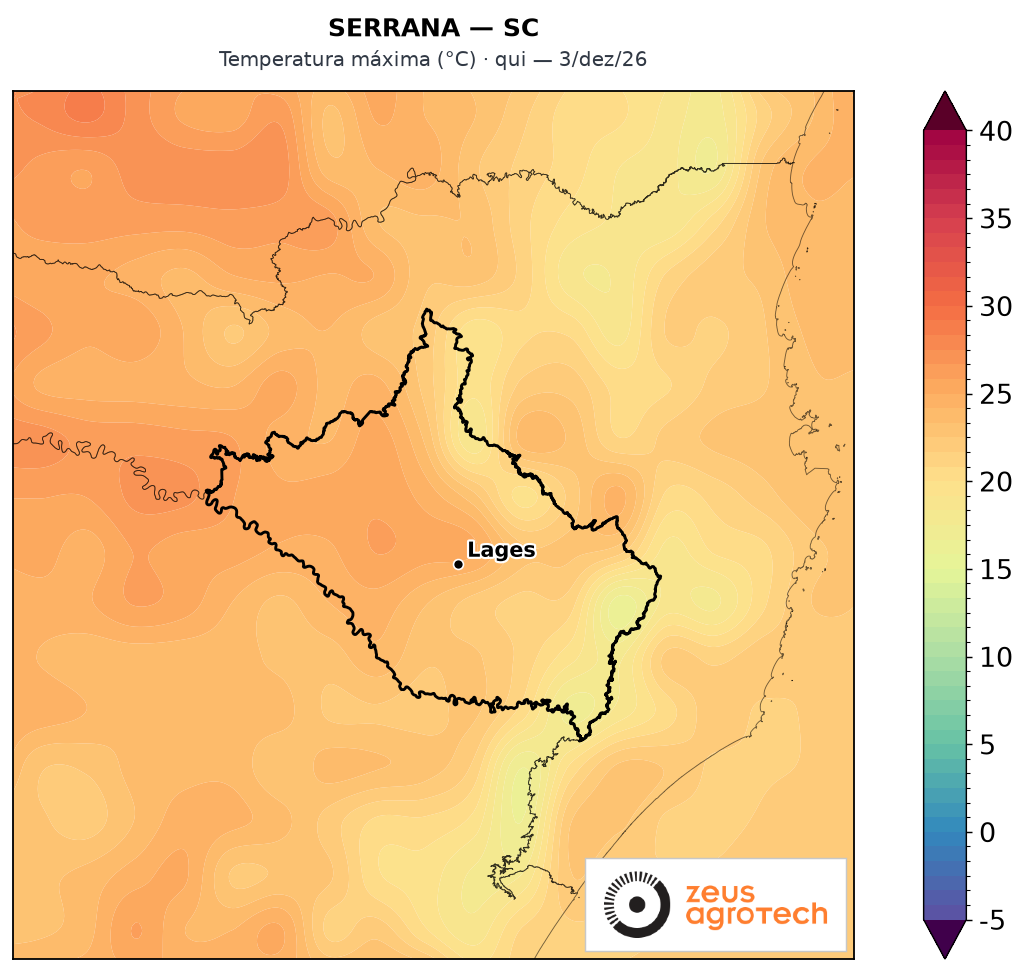 SERRANA — SC
Temperatura máxima (°C) · qui — 3/dez/26
40
35
30
25
20
15
10
5
0
-5
Lages
zeus
agrotech